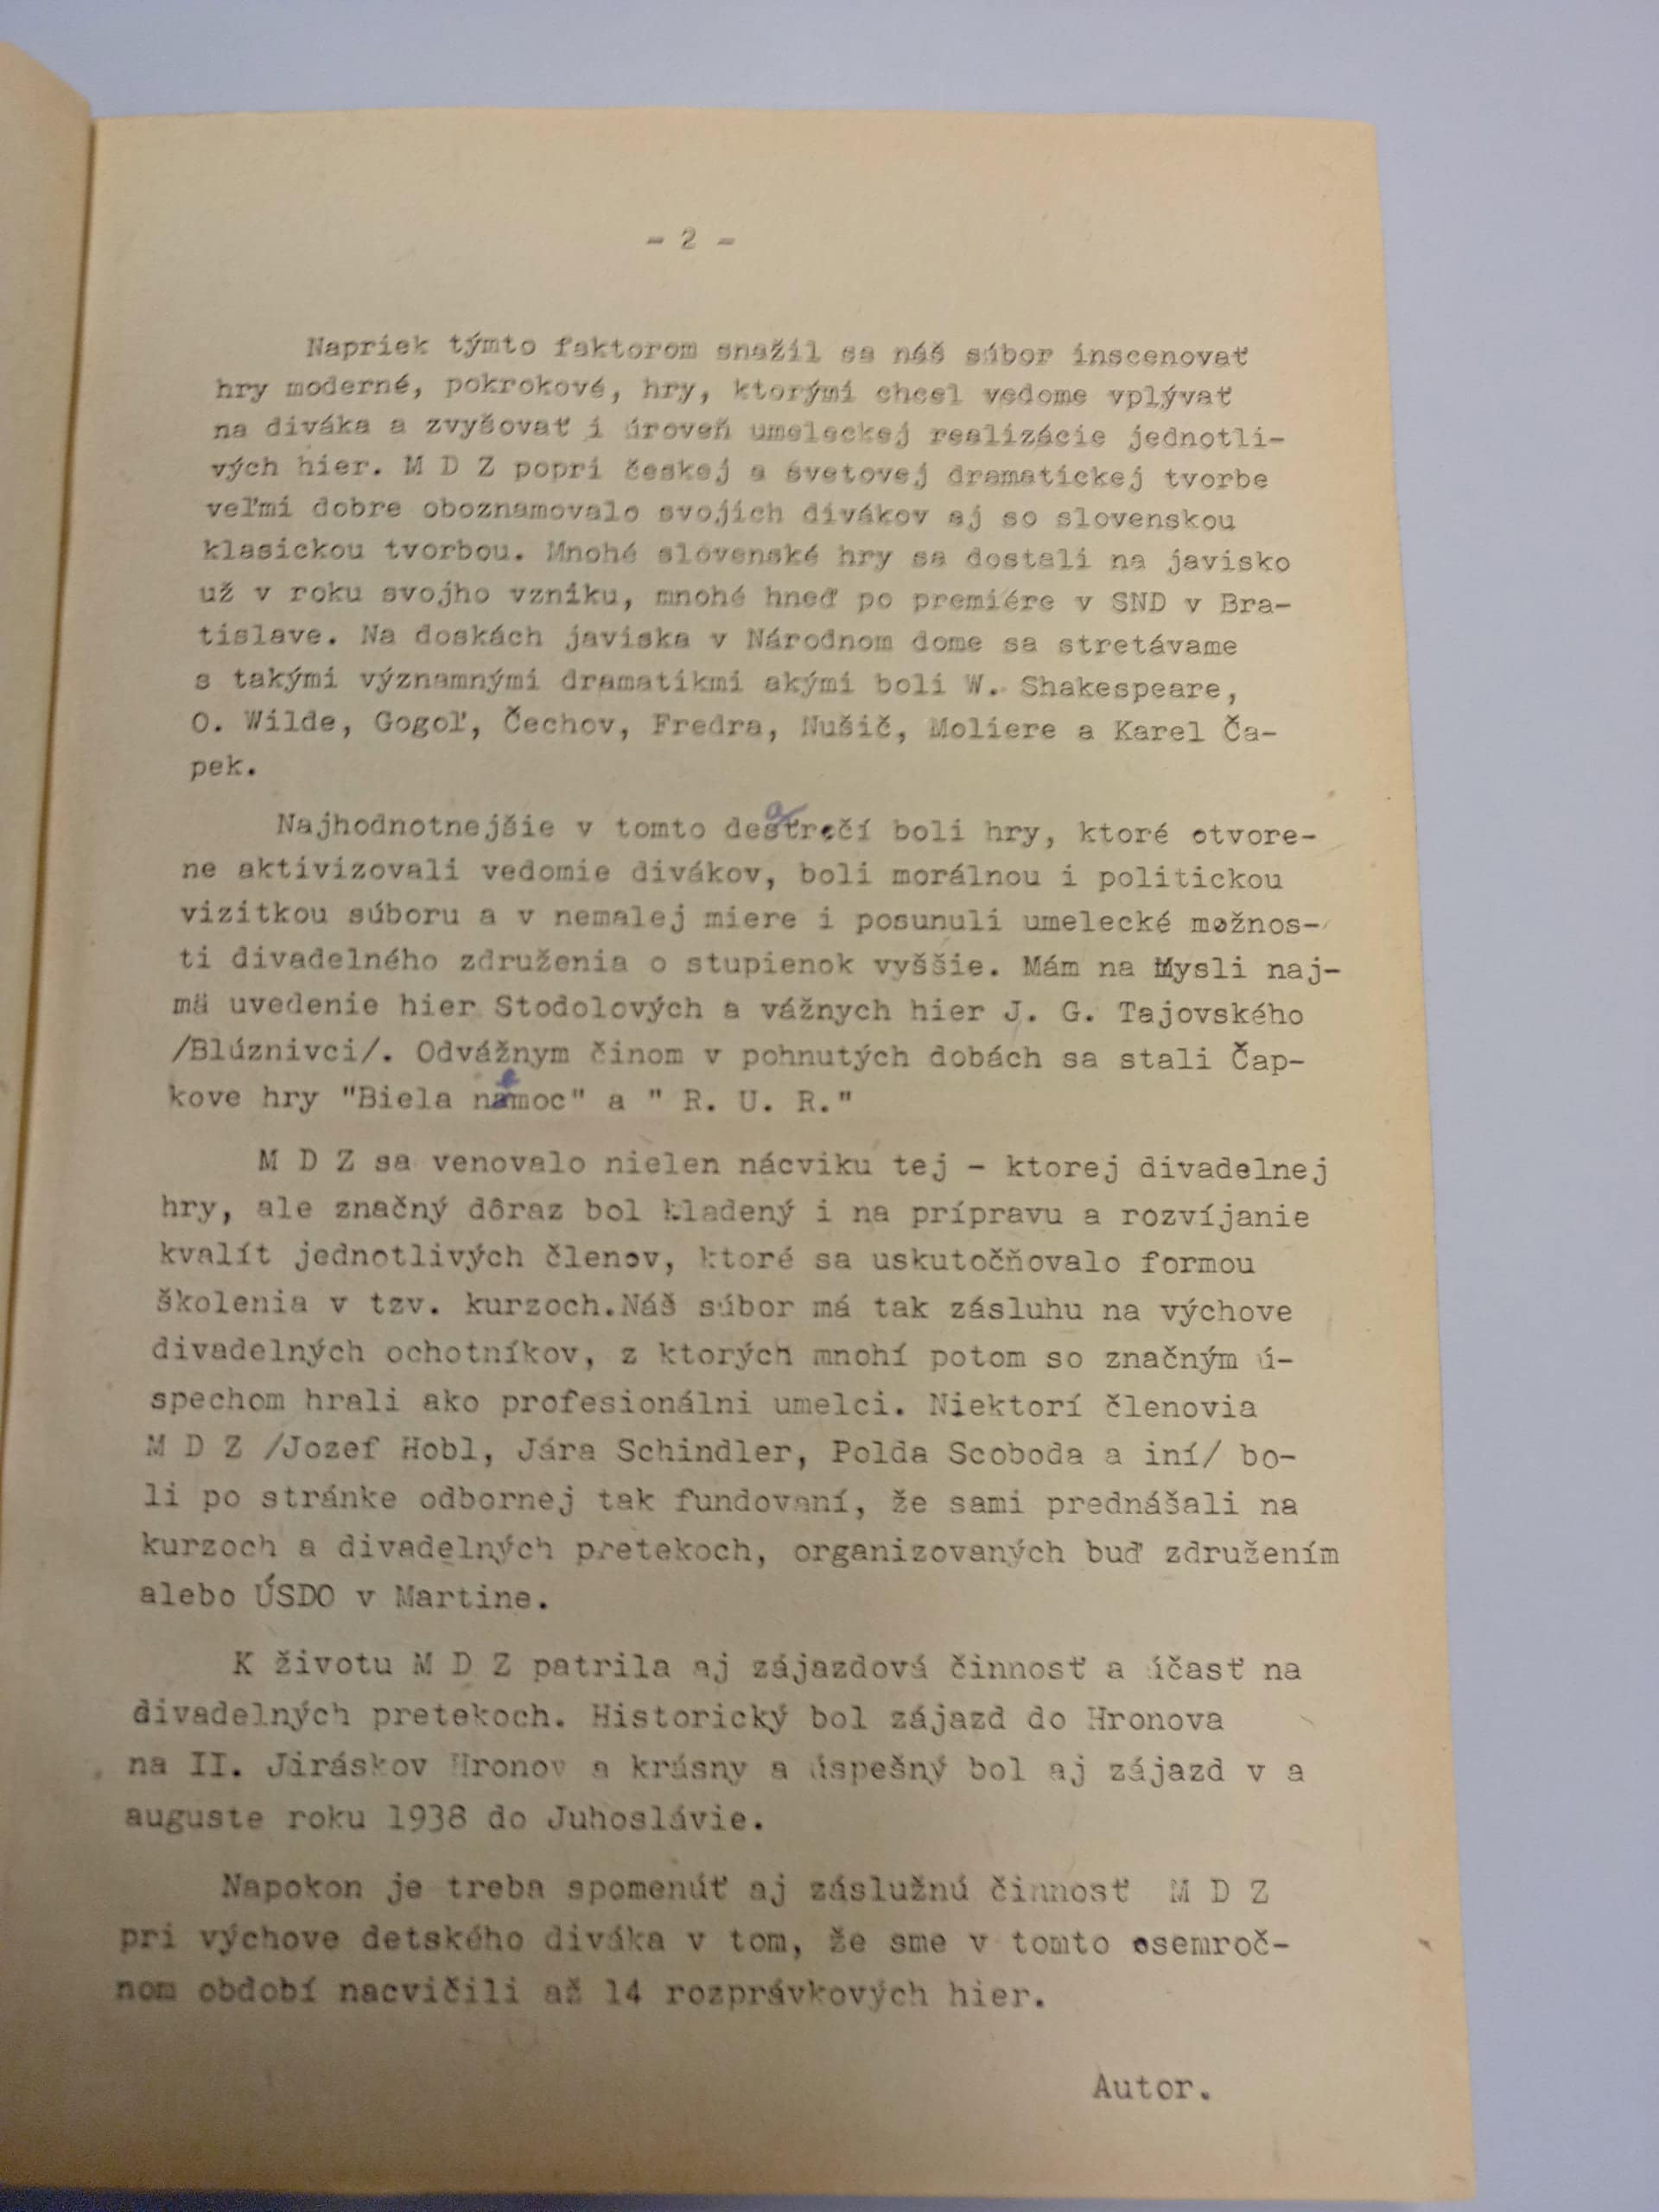 - 2 -
Napriek týmto faktorom snažil sa náš súbor inscenovať
hry moderné, pokrokové, hry, ktorými chcel vedome vplývať
na diváka a zvyšovať i úroveň umeleckej realizácie jednotli-
vých hier. M D Z popri českej a svetovej dramatickej tvorbe
veľmi dobre oboznamovalo svojich divákov aj so slovenskou
klasickou tvorbou. Mnohé slovenské hry sa dostali na javisko
už v roku svojho vzniku, mnohé hneď po premiére v SND v Bra-
tislave. Na doskách javiska v Národnom dome sa stretávame
s takými významnými dramatikmi akými boli W. Shakespeare,
O. Wilde, Gogoľ, Čechov, Fredra, Nušič, Moliere a Karel Ča-
pek.
Najhodnotnejšie v tomto desaťročí boli hry, ktoré otvore-
ne aktivizovali vedomie divákov, boli morálnou i politickou
vizitkou súboru a v nemalej miere i posunuli umelecké možnos-
ti divadelného združenia o stupienok vyššie. Mám na Mysli naj-
mä uvedenie hier Stodolových a vážnych hier J. G. Tajovského
/Blúznivci/. Odvážnym činom v pohnutých dobách sa stali Čap-
kove hry "Biela nemoc" a " R. U. R."
M D Z sa venovalo nielen nácviku tej - ktorej divadelnej
hry, ale značný dôraz bol kladený i na prípravu a rozvíjanie
kvalít jednotlivých členov, ktoré sa uskutočňovalo formou
školenia v tzv. kurzoch.Náš súbor má tak zásluhu na výchove
divadelných ochotníkov, z ktorých mnohí potom so značným ú-
spechom hrali ako profesionálni umelci. Niektorí členovia
M D Z /Jozef Hobl, Jára Schindler, Polda Scoboda a iní/ bo-
li po stránke odbornej tak fundovaní, že sami prednášali na
kurzoch a divadelných pretekoch, organizovaných buď združením
alebo ÚSDO v Martine.
K životu M D Z patrila aj zájazdová činnosť a účasť na
divadelných pretekoch. Historický bol zájazd do Hronova
na II. Jiráskov Hronov a krásny a úspešný bol aj zájazd v a
auguste roku 1938 do Juhoslávie.
Napokon je treba spomenúť aj záslužnú činnosť M D Z
pri výchove detského diváka v tom, že sme v tomto osemroč-
nom období nacvičili až 14 rozprávkových hier.
Autor.